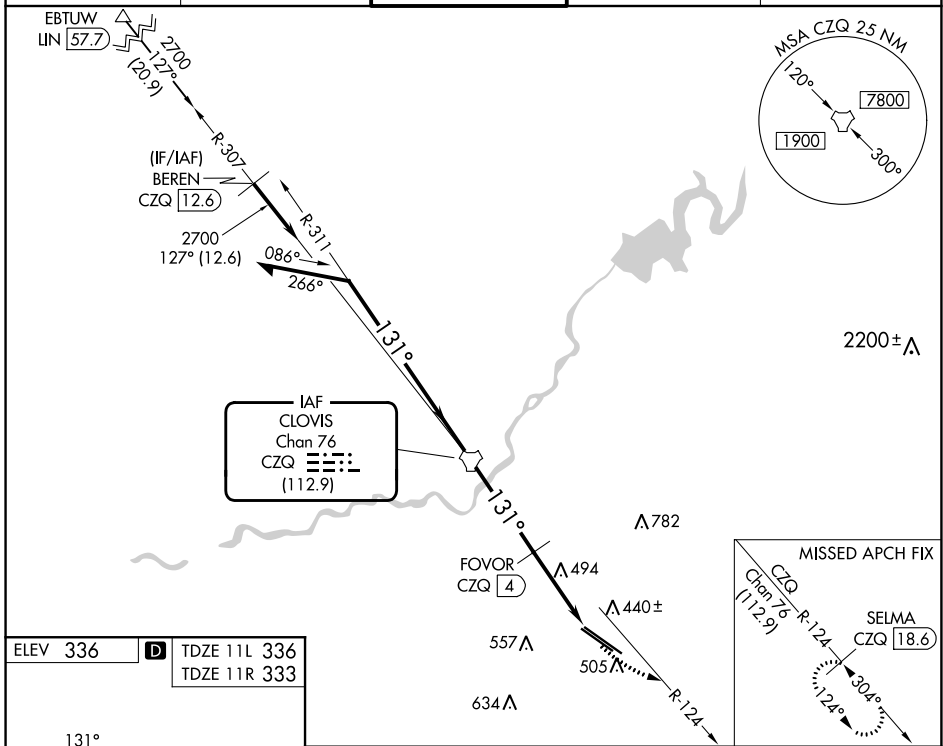 EBTUW
LIN 57.7
2700
127°
(20.9)
R-307
(IF/IAF)
BEREN
CZQ 12.6
2700
127° (12.6)
R-311
086°
266°
131°
MSA CZQ 25 NM
120°
7800
1900
300°
2200±
IAF
CLOVIS
Chan 76
CZQ
(112.9)
131°
782
FOVOR
CZQ 4
494
440±
557
505
634
R-124
MISSED APCH FIX
CZQ
Chan 76
(112.9)
R-124
SELMA
CZQ 18.6
304°
124°
ELEV 336
D
TDZE 11L 336
TDZE 11R 333
131°